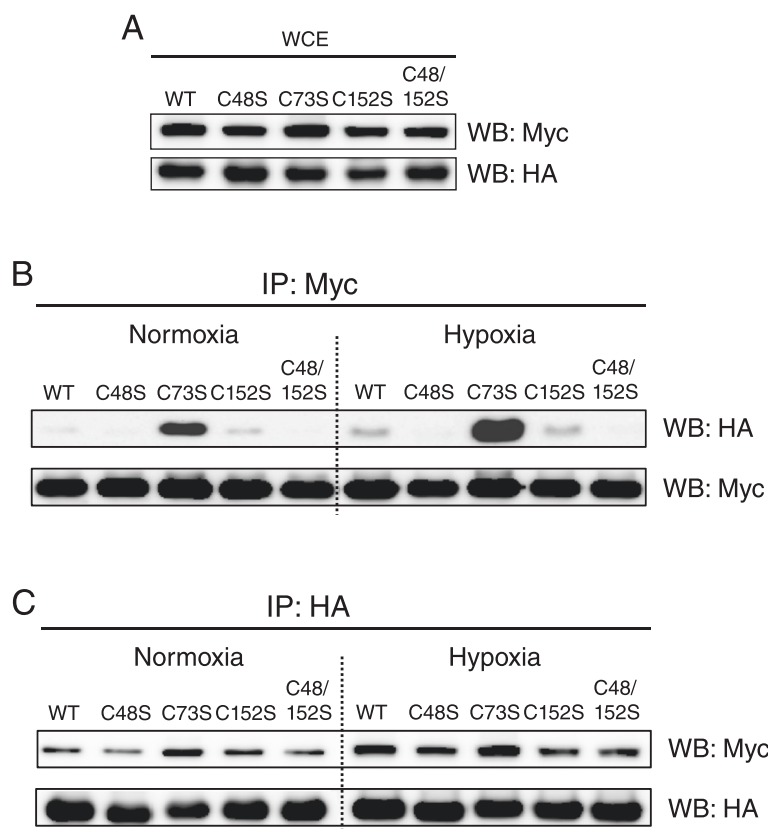 A
WCE
C48/
WT C48S C73S C152S 152S
WB: Myc
WB: HA
B
IP: Myc
Normoxia Hypoxia
C48/ C48/
WT C48S C73S C152S 152S WT C48S C73S C152S 152S
WB: HA
WB: Myc
C
IP: HA
Normoxia Hypoxia
C48/ C48/
WT C48S C73S C152S 152S WT C48S C73S C152S 152S
WB: Myc
WB: HA